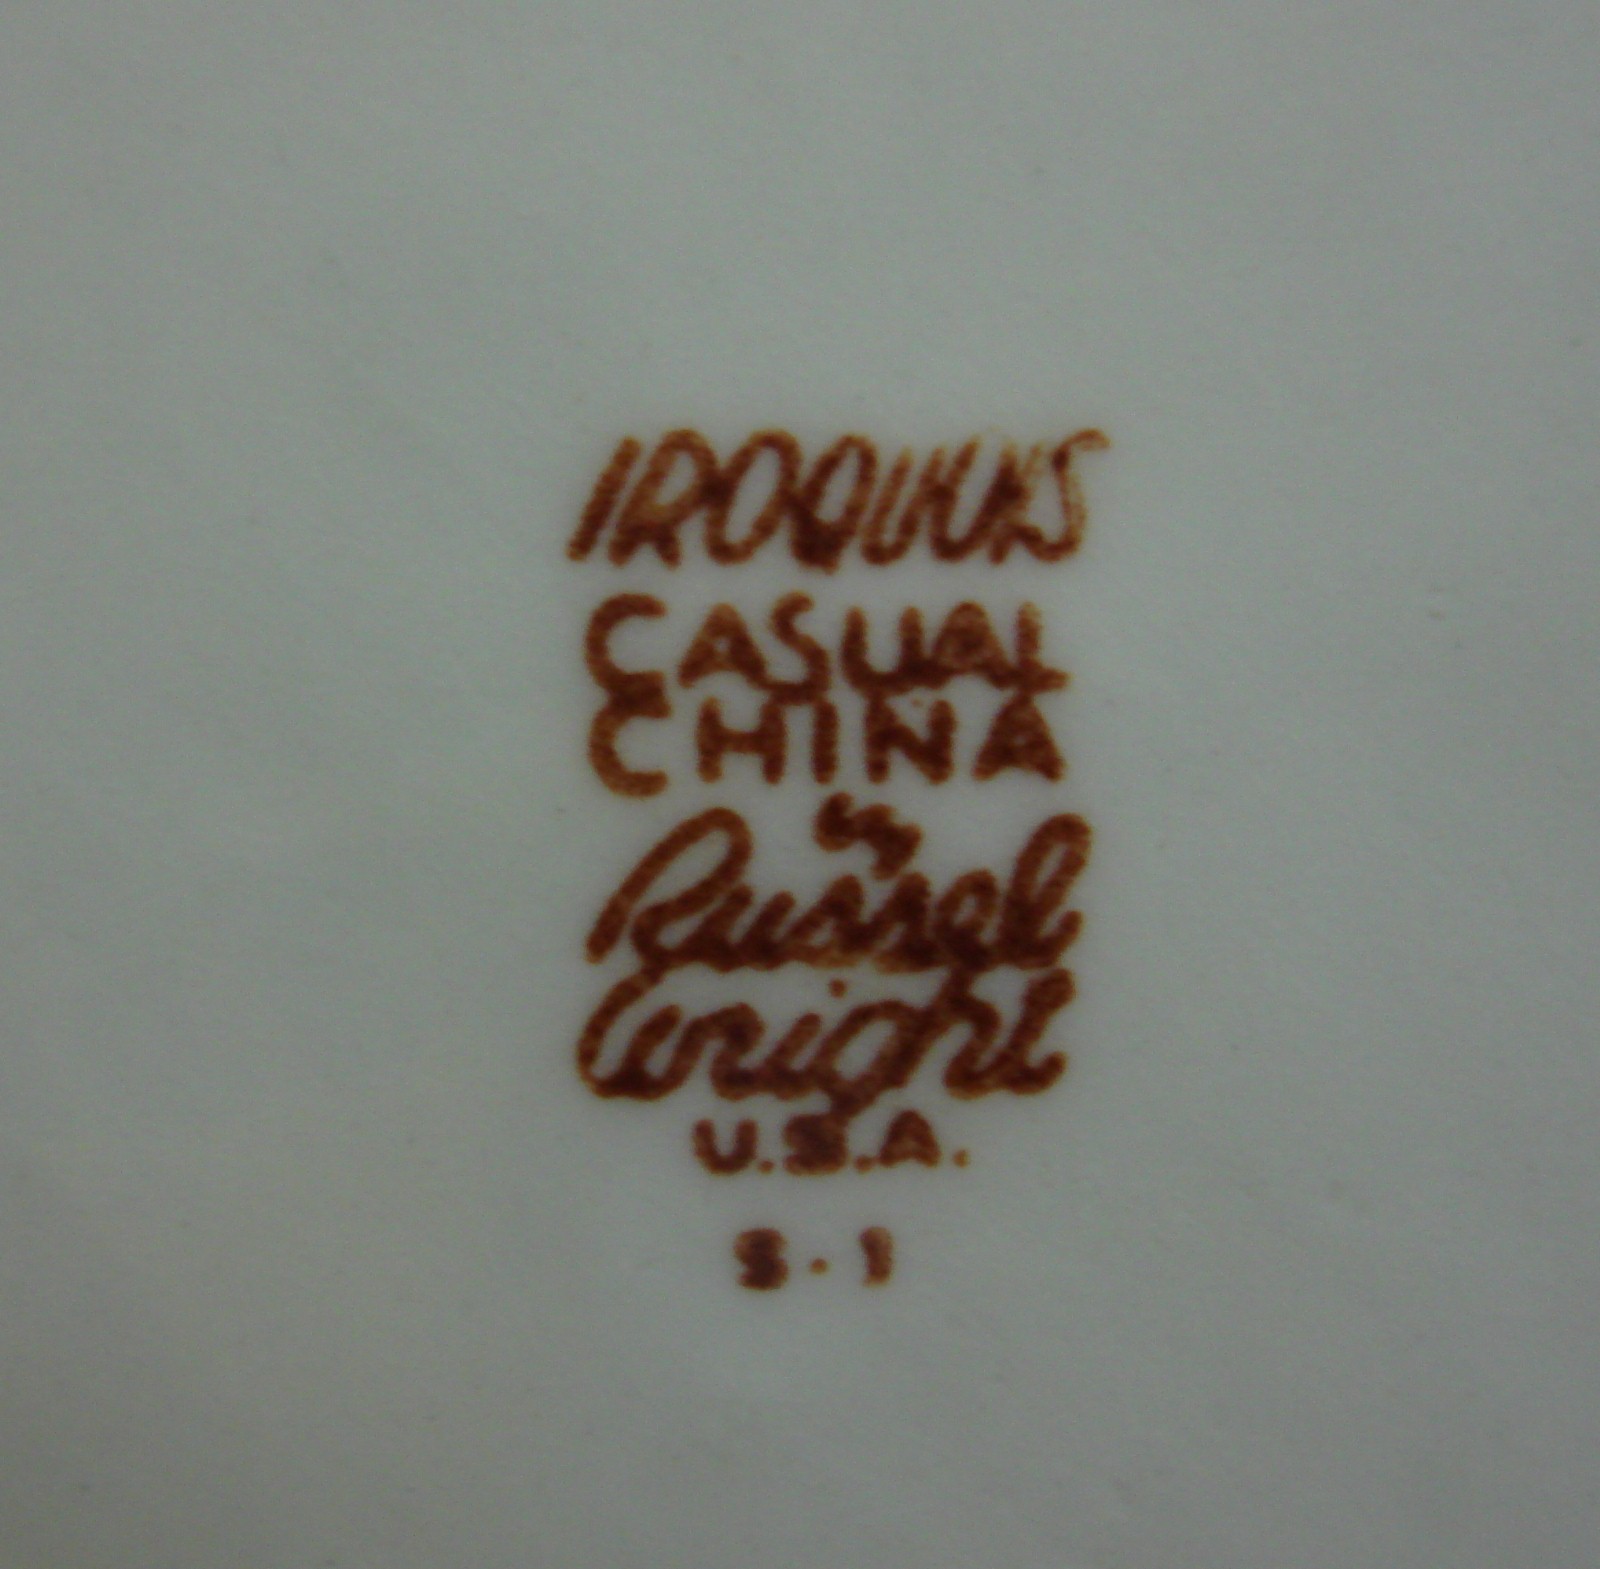 IROQUOIS
CASUAL
CHINA
by
Russel
Wright
U.S.A.
S-1